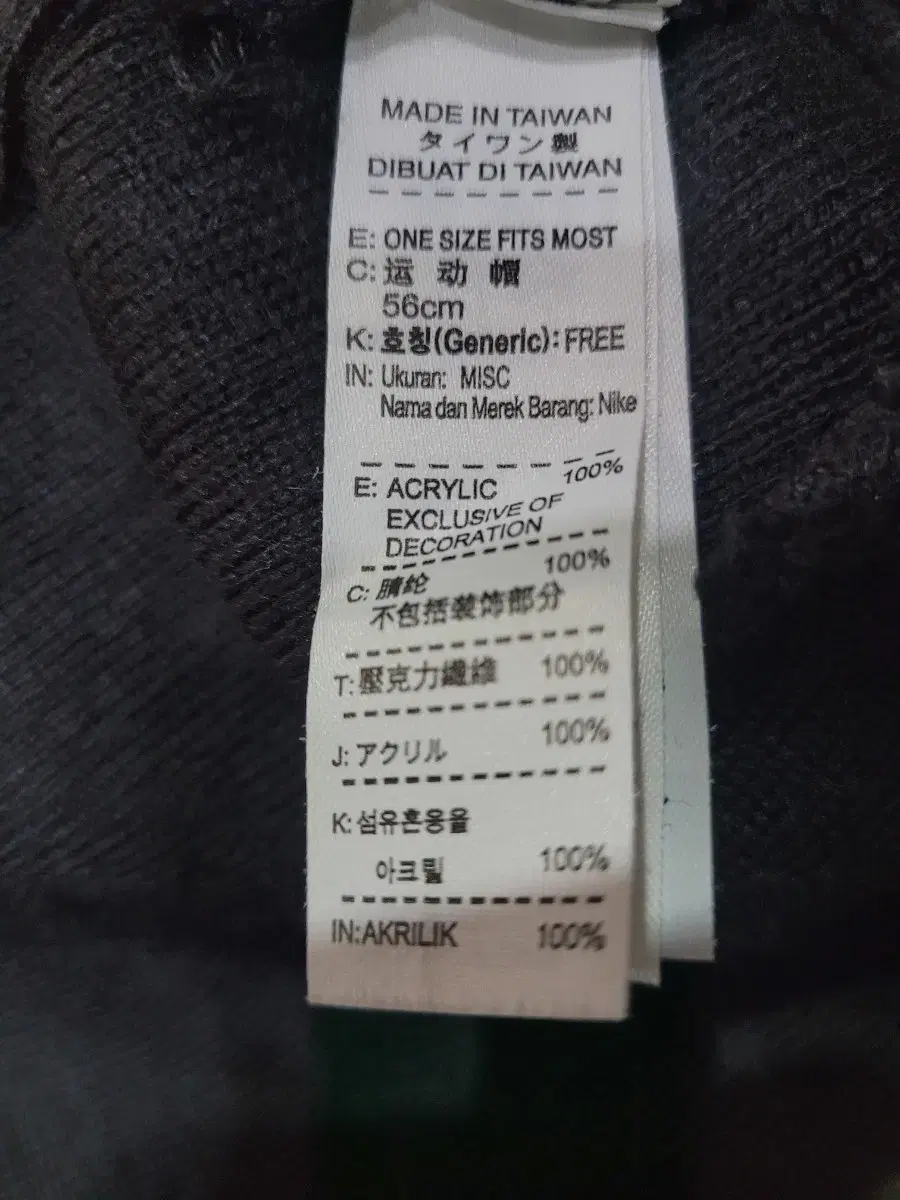 MADE IN TAIWAN
タイワン製
DIBUAT DI TAIWAN
E: ONE SIZE FITS MOST
C: 运 动 帽
56cm
K: 호칭(Generic): FREE
IN: Ukuran: MISC
Nama dan Merek Barang: Nike
E: ACRYLIC 100%
EXCLUSIVE OF
DECORATION
C: 腈纶 100%
不包括装饰部分
T: 壓克力纖維 100%
J: アクリル 100%
K: 섬유혼용율
아크릴 100%
IN:AKRILIK 100%